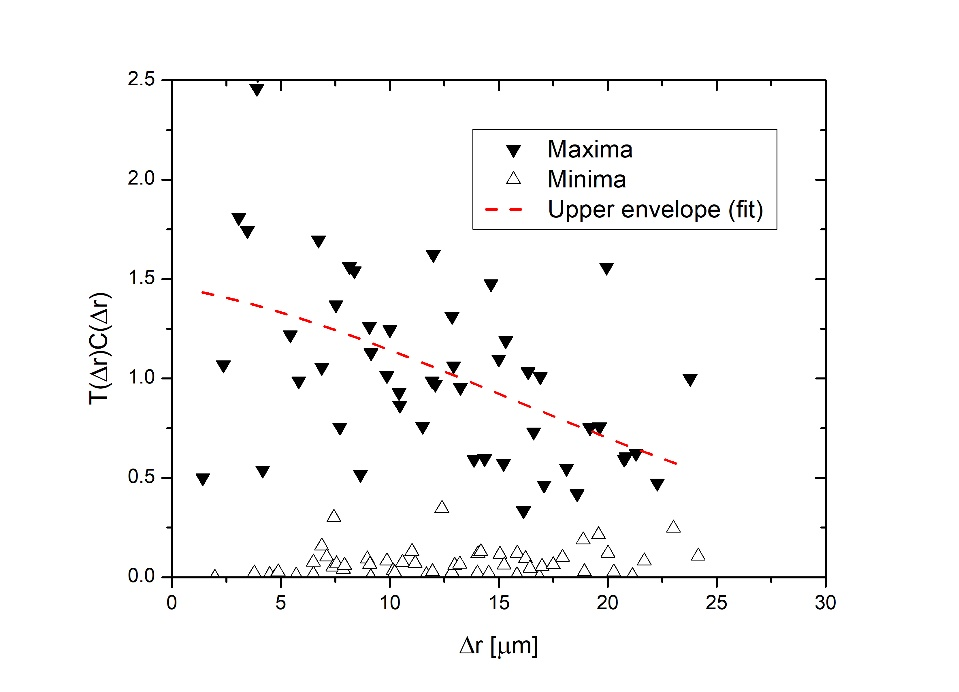 2.5
2.0
1.5
1.0
0.5
0.0
T(Δr)C(Δr)
Maxima
Minima
Upper envelope (fit)
0 5 10 15 20 25 30
Δr [μm]